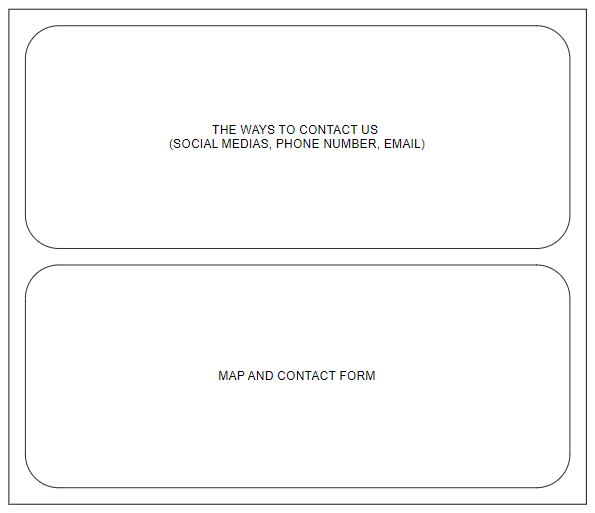 THE WAYS TO CONTACT US
(SOCIAL MEDIAS, PHONE NUMBER, EMAIL)
MAP AND CONTACT FORM